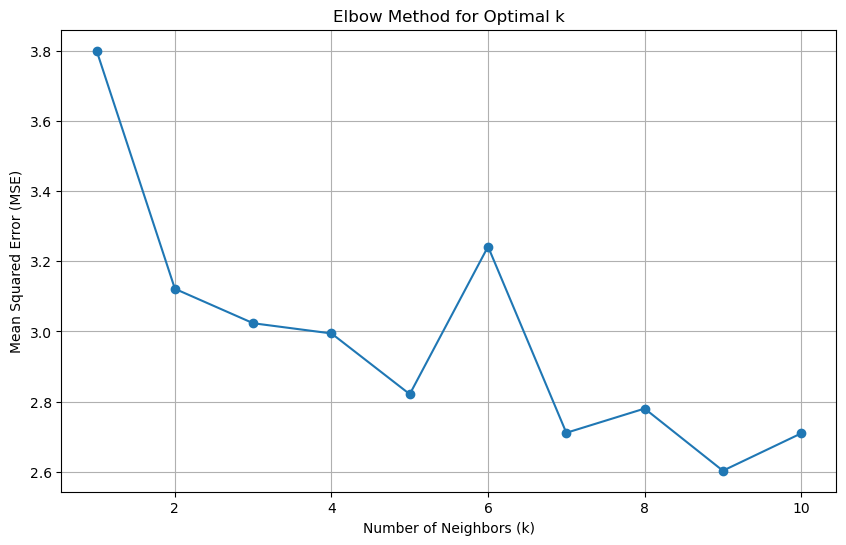 Elbow Method for Optimal k
Mean Squared Error (MSE)
3.8
3.6
3.4
3.2
3.0
2.8
2.6
2 4 6 8 10
Number of Neighbors (k)